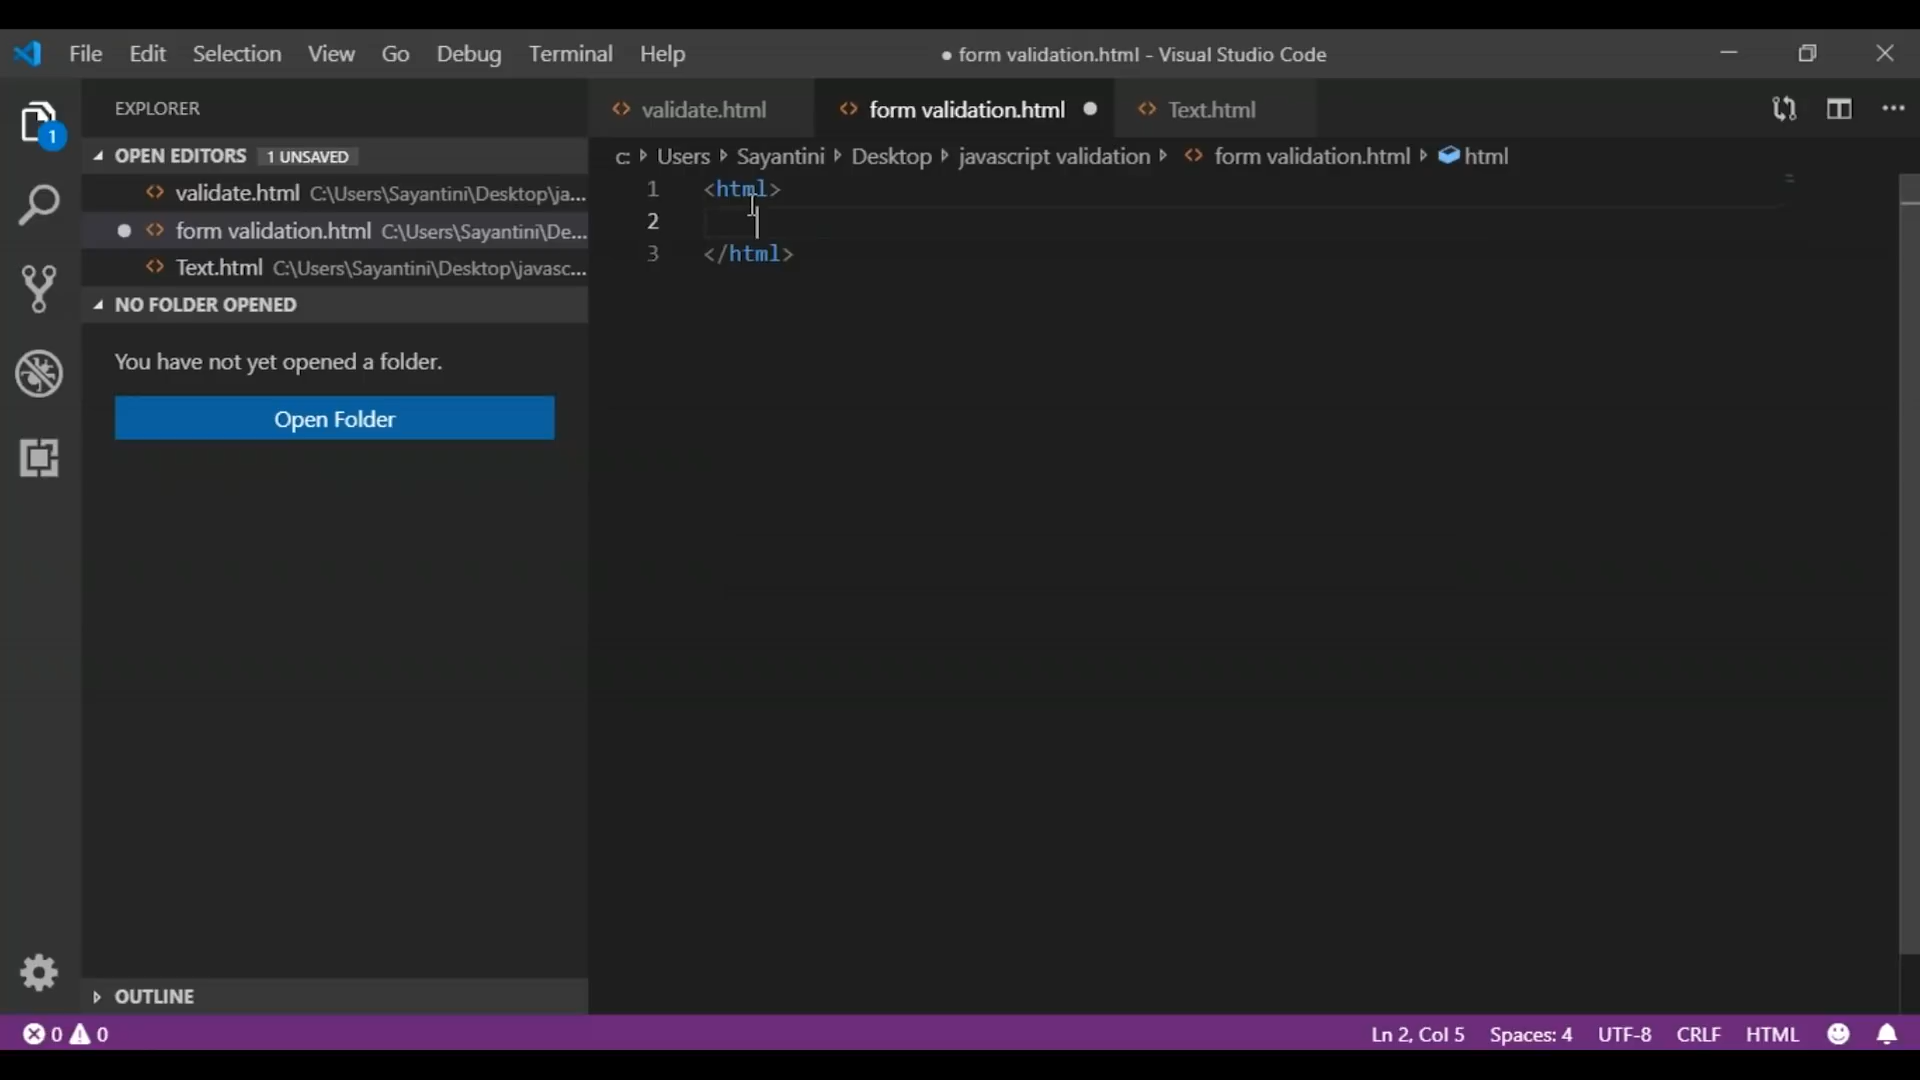 File Edit Selection View Go Debug Terminal Help ● form validation.html - Visual Studio Code
EXPLORER
validate.html form validation.html Text.html
OPEN EDITORS 1 UNSAVED
validate.html C:\Users\Sayantini\Desktop\ja...
form validation.html C:\Users\Sayantini\De...
Text.html C:\Users\Sayantini\Desktop\javasc...
NO FOLDER OPENED
You have not yet opened a folder.
Open Folder
OUTLINE
c: Users Sayantini Desktop javascript validation form validation.html html
1 <html>
2
3 </html>
1
0 0 Ln 2, Col 5 Spaces: 4 UTF-8 CRLF HTML